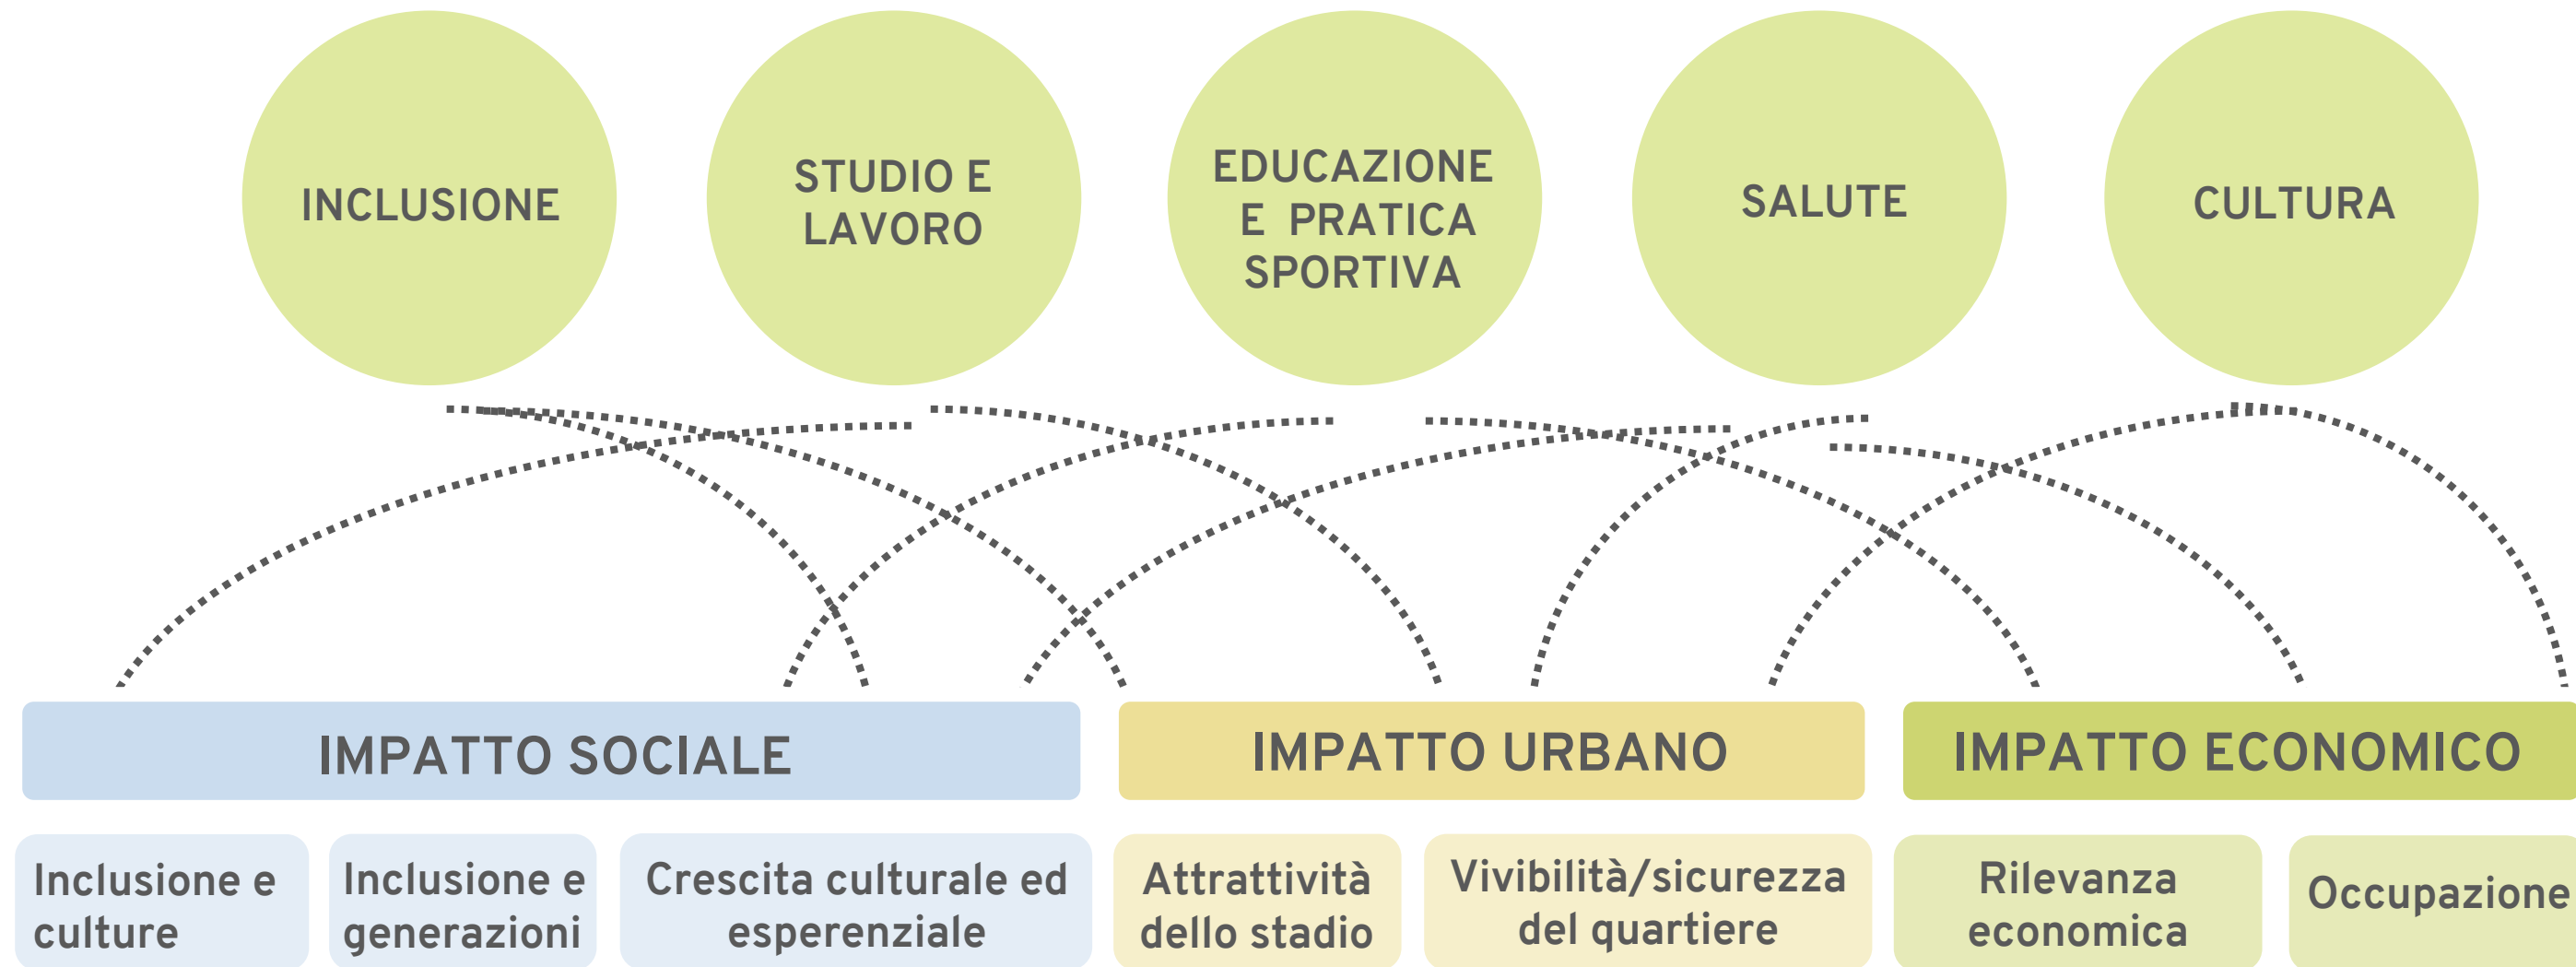 INCLUSIONE
STUDIO E
LAVORO
EDUCAZIONE
E PRATICA
SPORTIVA
SALUTE
CULTURA
IMPATTO SOCIALE
IMPATTO URBANO
IMPATTO ECONOMICO
Inclusione e
culture
Inclusione e
generazioni
Crescita culturale ed
esperenziale
Attrattività
dello stadio
Vivibilità/sicurezza
del quartiere
Rilevanza
economica
Occupazione